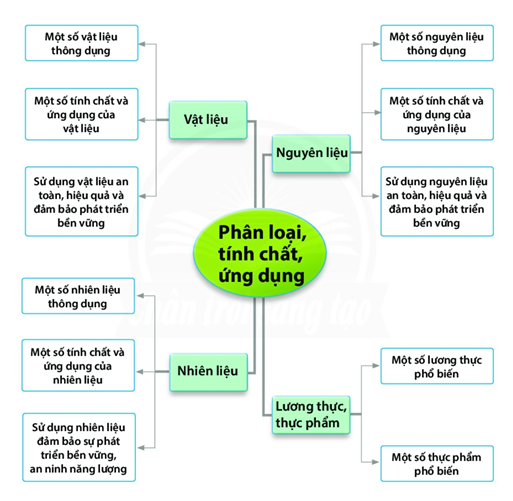 Phân loại,
tính chất,
ứng dụng
Vật liệu
Một số vật liệu
thông dụng
Một số tính chất và
ứng dụng của
vật liệu
Sử dụng vật liệu an
toàn, hiệu quả và
đảm bảo phát triển
bền vững
Nguyên liệu
Một số nguyên liệu
thông dụng
Một số tính chất và
ứng dụng của
nguyên liệu
Sử dụng nguyên liệu
an toàn, hiệu quả và
đảm bảo phát triển
bền vững
Nhiên liệu
Một số nhiên liệu
thông dụng
Một số tính chất và
ứng dụng của
nhiên liệu
Sử dụng nhiên liệu
đảm bảo sự phát
triển bền vững,
an ninh năng lượng
Lương thực,
thực phẩm
Một số lương thực
phổ biến
Một số thực phẩm
phổ biến